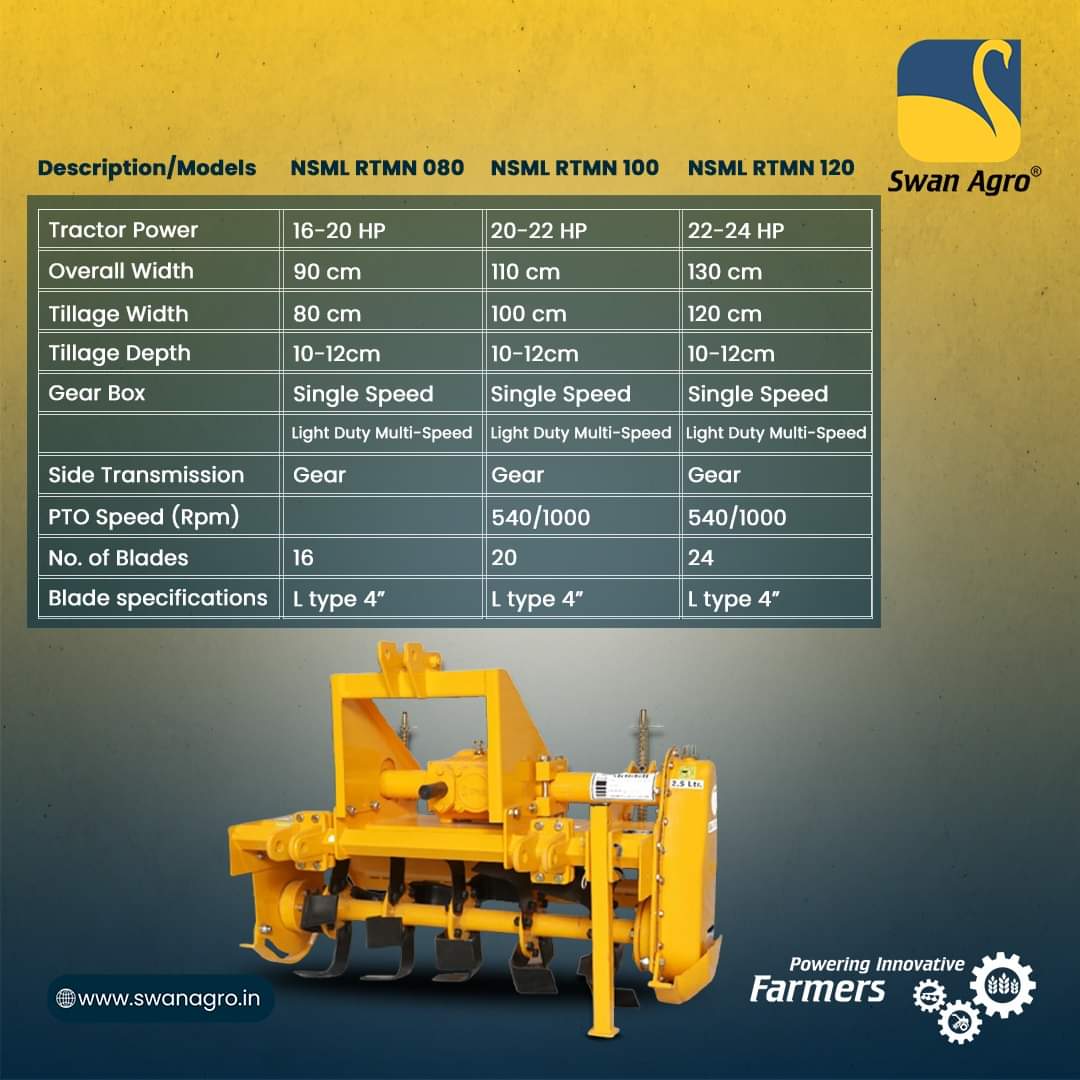 Swan Agro®
Description/Models NSML RTMN 080 NSML RTMN 100 NSML RTMN 120
Tractor Power 16-20 HP 20-22 HP 22-24 HP
Overall Width 90 cm 110 cm 130 cm
Tillage Width 80 cm 100 cm 120 cm
Tillage Depth 10-12cm 10-12cm 10-12cm
Gear Box Single Speed Single Speed Single Speed
Light Duty Multi-Speed Light Duty Multi-Speed Light Duty Multi-Speed
Side Transmission Gear Gear Gear
PTO Speed (Rpm) 540/1000 540/1000
No. of Blades 16 20 24
Blade specifications L type 4” L type 4” L type 4”
2.5 Ltr.
www.swanagro.in
Powering Innovative
Farmers